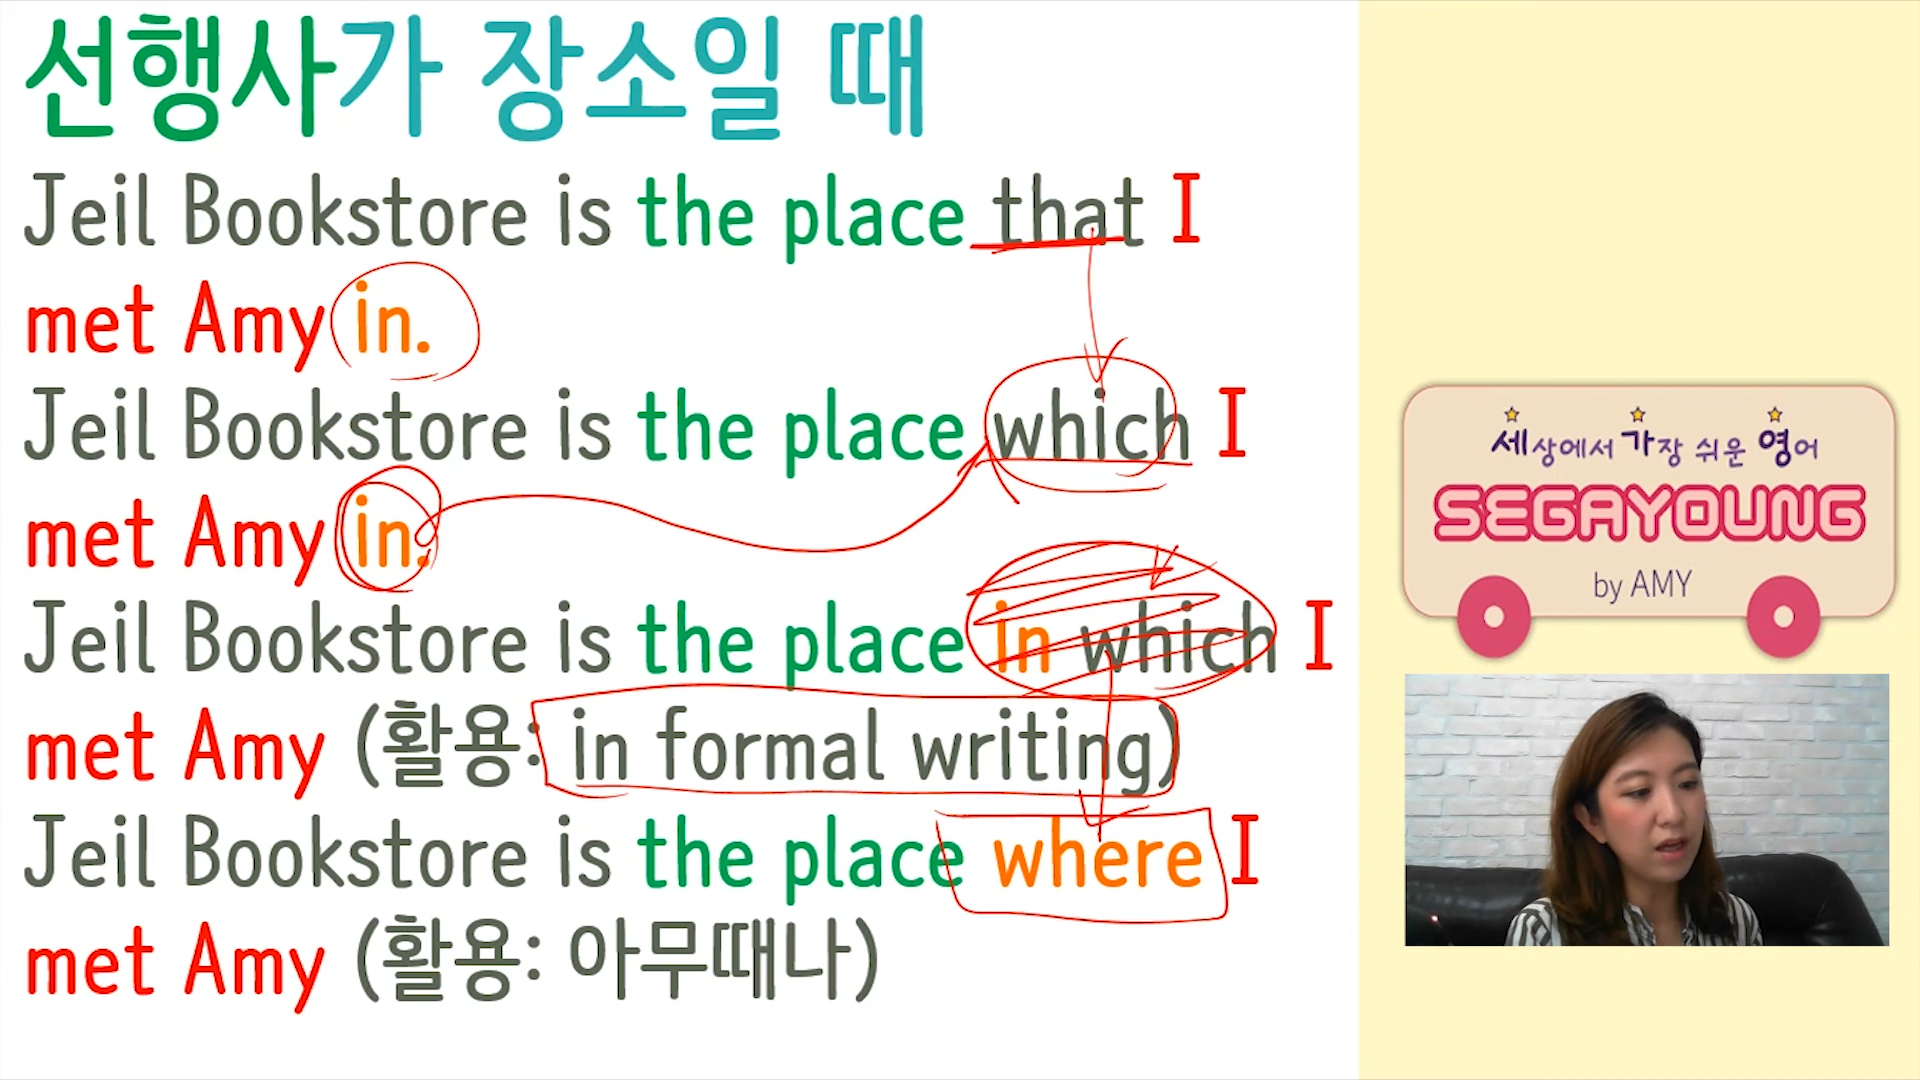 선행사가 장소일 때
Jeil Bookstore is the place that I
met Amy in.
Jeil Bookstore is the place which I
met Amy in.
Jeil Bookstore is the place in which I
met Amy (활용: in formal writing)
Jeil Bookstore is the place where I
met Amy (활용: 아무때나)
세상에서 가장 쉬운 영어
SEGAYOUNG
by AMY